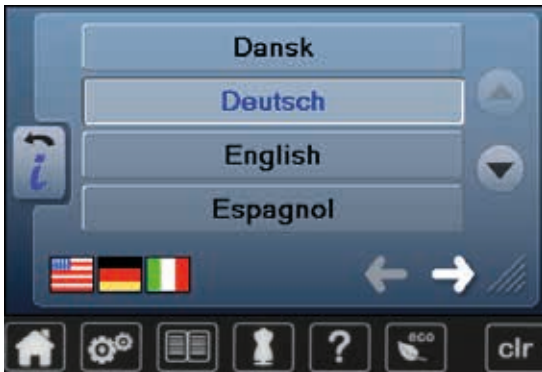 Dansk
Deutsch
English
Espagnol
i
?
eco
clr